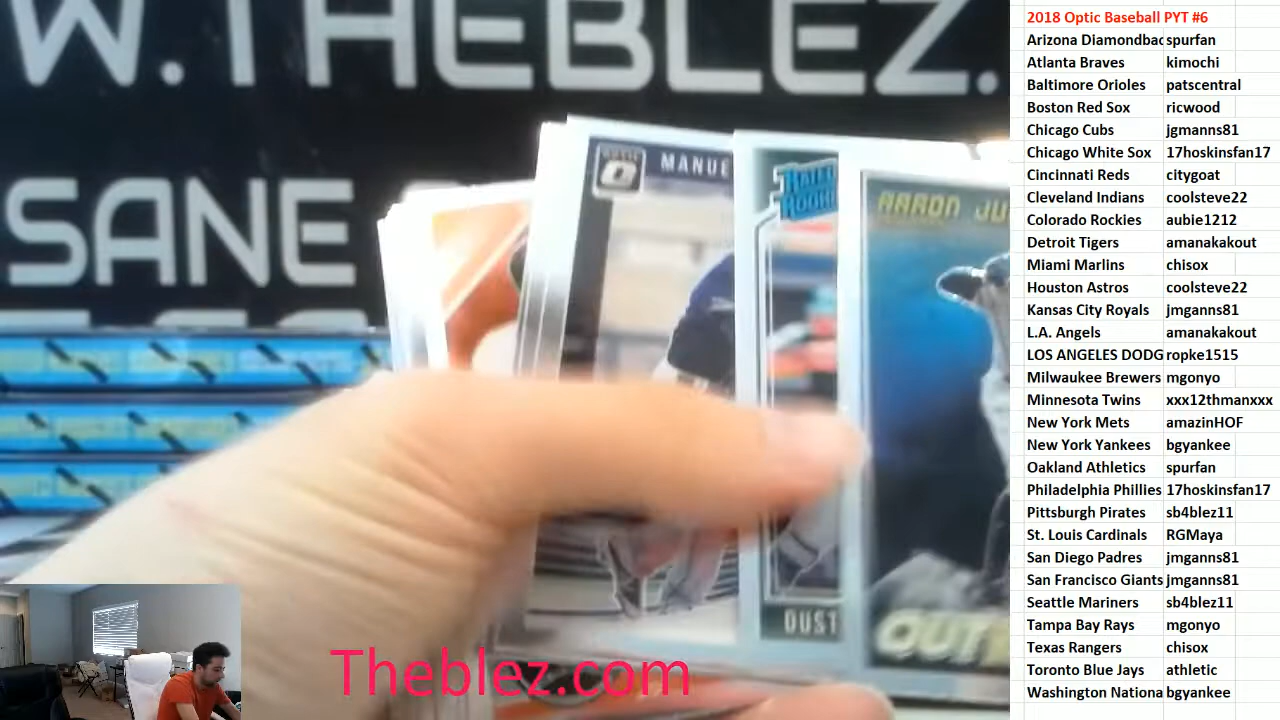 W.THEBLEZ.
SANE
MANUE
RATED
ROOKI
AARON JU
DUST
OUT
Theblez.com
2018 Optic Baseball PYT #6
Arizona Diamondbac spurfan
Atlanta Braves kimochi
Baltimore Orioles patscentral
Boston Red Sox ricwood
Chicago Cubs jgmanns81
Chicago White Sox 17hoskinsfan17
Cincinnati Reds citygoat
Cleveland Indians coolsteve22
Colorado Rockies aubie1212
Detroit Tigers amanakakout
Miami Marlins chisox
Houston Astros coolsteve22
Kansas City Royals jmganns81
L.A. Angels amanakakout
LOS ANGELES DODG ropke1515
Milwaukee Brewers mgonyo
Minnesota Twins xxx12thmanxxx
New York Mets amazinHOF
New York Yankees bgyankee
Oakland Athletics spurfan
Philadelphia Phillies 17hoskinsfan17
Pittsburgh Pirates sb4blez11
St. Louis Cardinals RGMaya
San Diego Padres jmganns81
San Francisco Giants jmganns81
Seattle Mariners sb4blez11
Tampa Bay Rays mgonyo
Texas Rangers chisox
Toronto Blue Jays athletic
Washington Nationa bgyankee